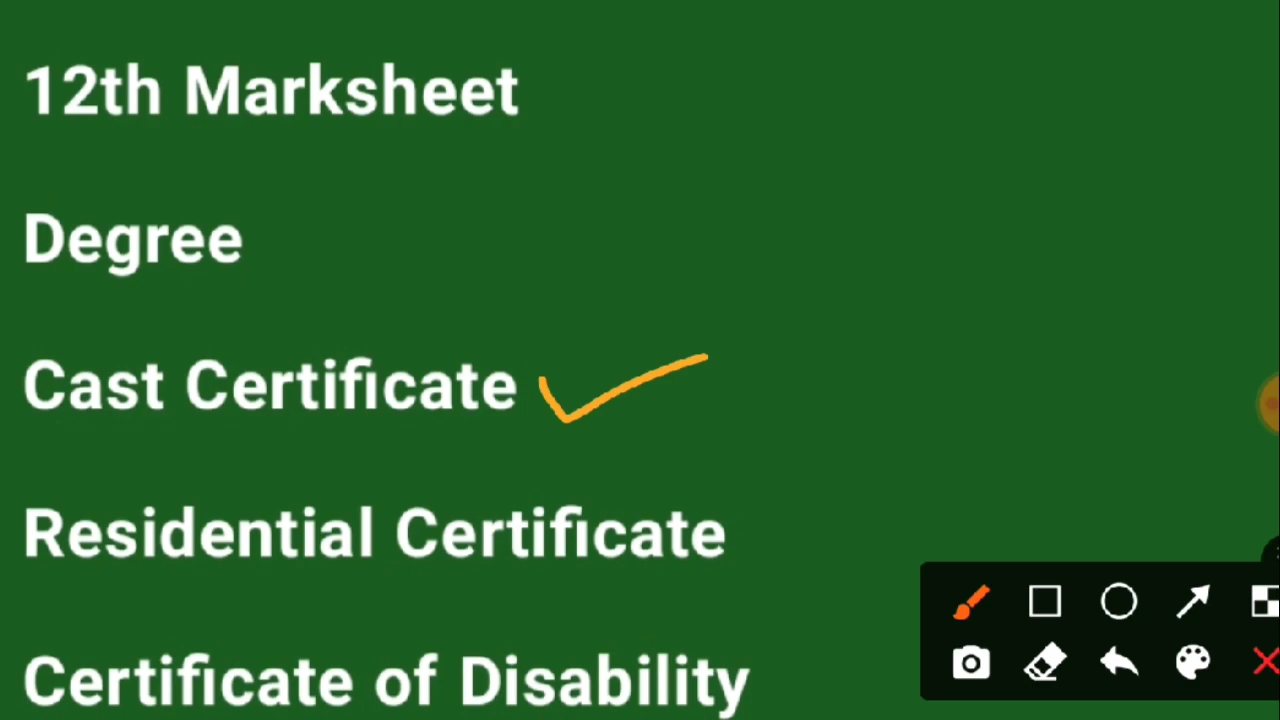 12th Marksheet
Degree
Cast Certificate
Residential Certificate
Certificate of Disability